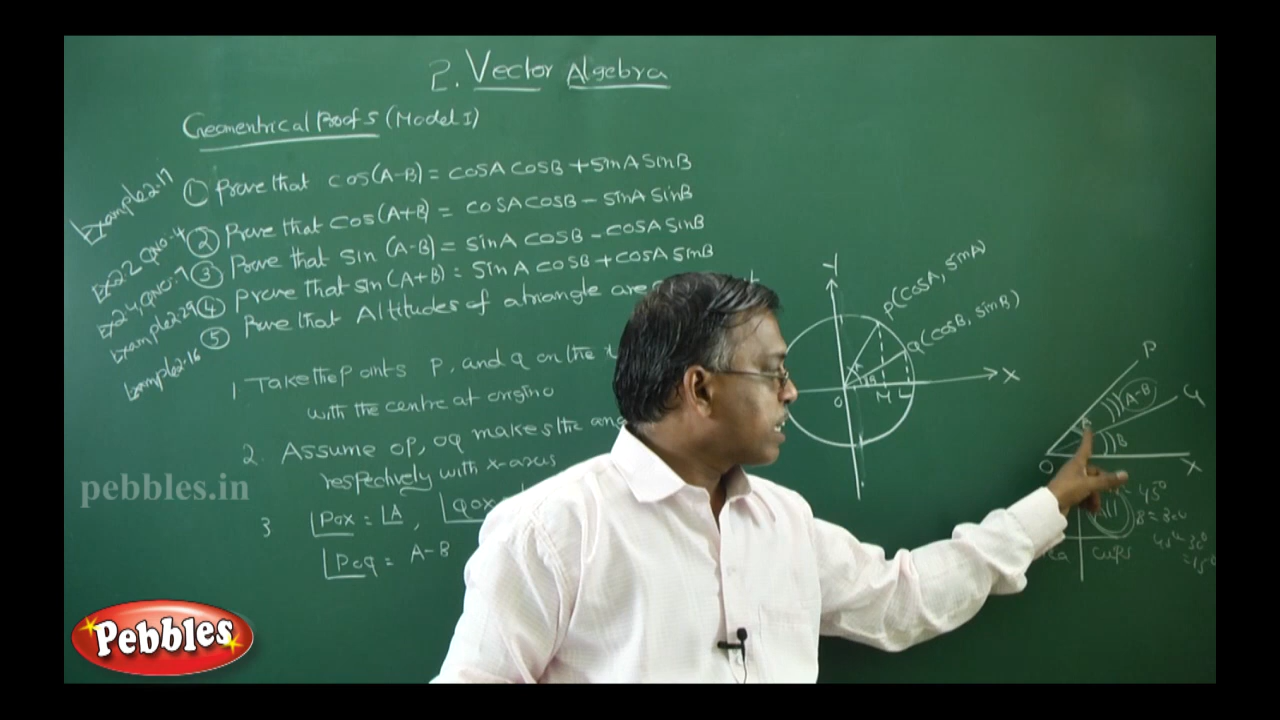 2. Vector Algebra
Geomentrical Proofs (Model I)
Example 2.17
① Prove that cos(A-B) = cosA cosB + sinA sinB
Ex 2.2 QNO. 4
② Prove that cos(A+B) = cosA cosB - sinA sinB
Ex 2.4, QNO. 7
③ Prove that sin (A-B) = sinA cosB - cosA sinB
Example 2.29
④ Prove that sin (A+B) = sinA cosB + cosA sinB
Example 2.16
⑤ Prove that Altitudes of a triangle are
1. Take the Points P, and Q on the
with the centre at origin O
2. Assume OP, OQ makes the
respectively with x-axis
3 ∠POX = ∠A, ∠QOX
∠POQ = A-B
Y
P(cosA, sinA)
Q(cosB, sinB)
O M L X
P
(A-B)
Q
B
O X
45°
pebbles.in
Pebbles